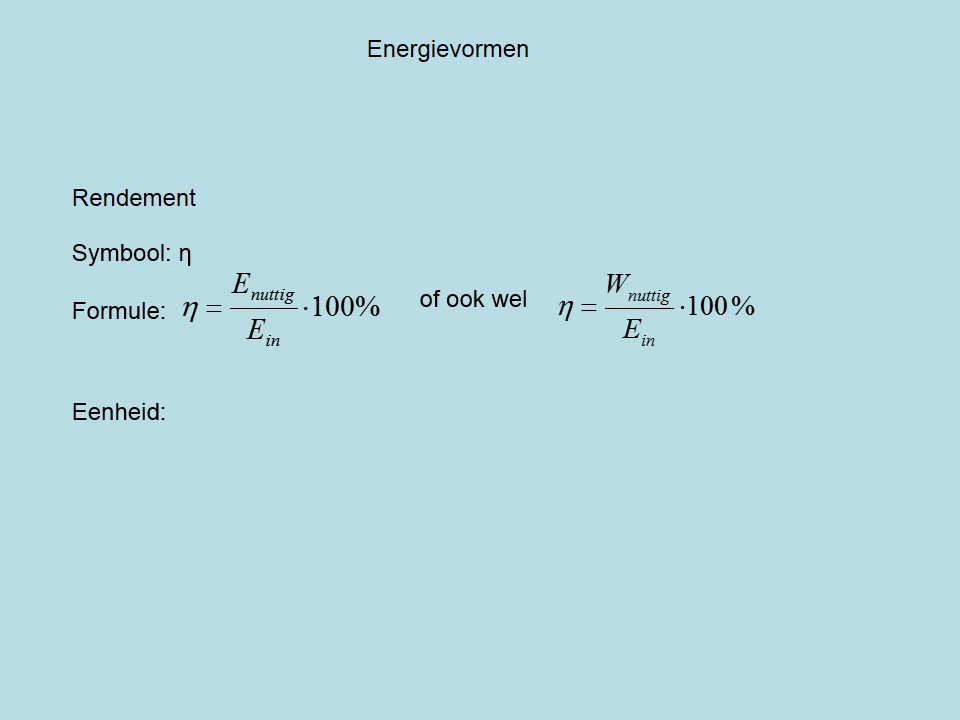 Energievormen
Rendement
Symbool: η
Formule: η = E_nuttig / E_in · 100% of ook wel η = W_nuttig / E_in · 100 %
Eenheid: